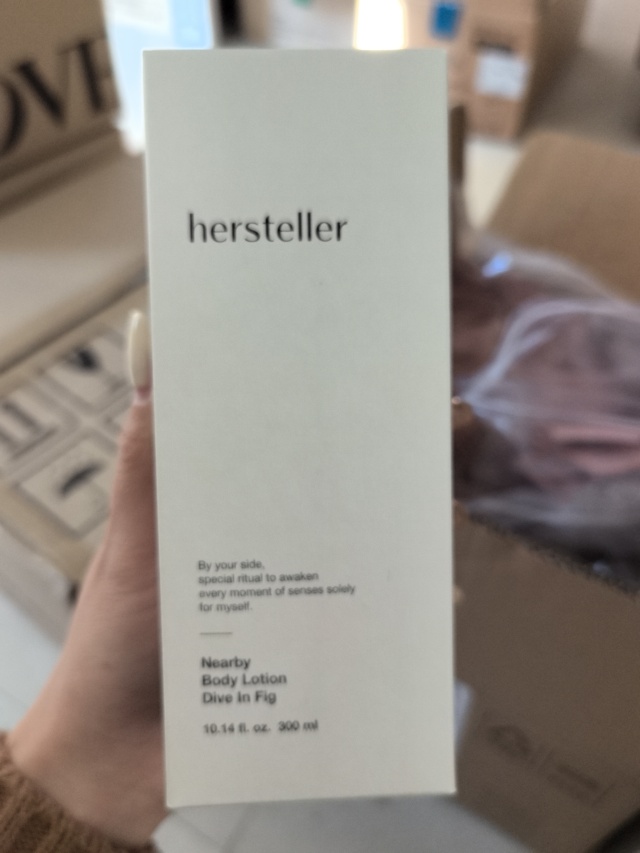 OVE
hersteller
By your side,
special ritual to awaken
every moment of senses solely
for myself.
Nearby
Body Lotion
Dive In Fig
10.14 fl. oz. 300 ml